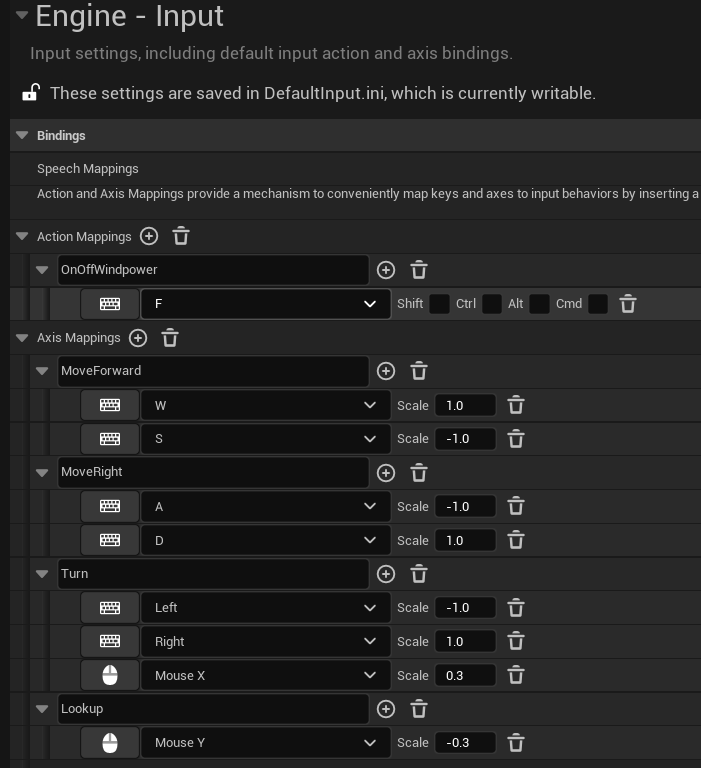 Engine - Input
Input settings, including default input action and axis bindings.
These settings are saved in DefaultInput.ini, which is currently writable.
Bindings
Speech Mappings
Action and Axis Mappings provide a mechanism to conveniently map keys and axes to input behaviors by inserting a
Action Mappings
OnOffWindpower
F Shift Ctrl Alt Cmd
Axis Mappings
MoveForward
W Scale 1.0
S Scale -1.0
MoveRight
A Scale -1.0
D Scale 1.0
Turn
Left Scale -1.0
Right Scale 1.0
Mouse X Scale 0.3
Lookup
Mouse Y Scale -0.3